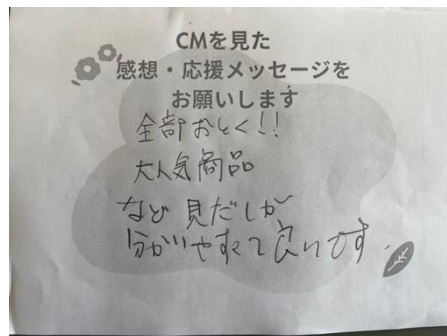 CMを見た
感想・応援メッセージを
お願いします
全部おとく!!
大人気商品
など見だしが
分かりやすくて良いです。